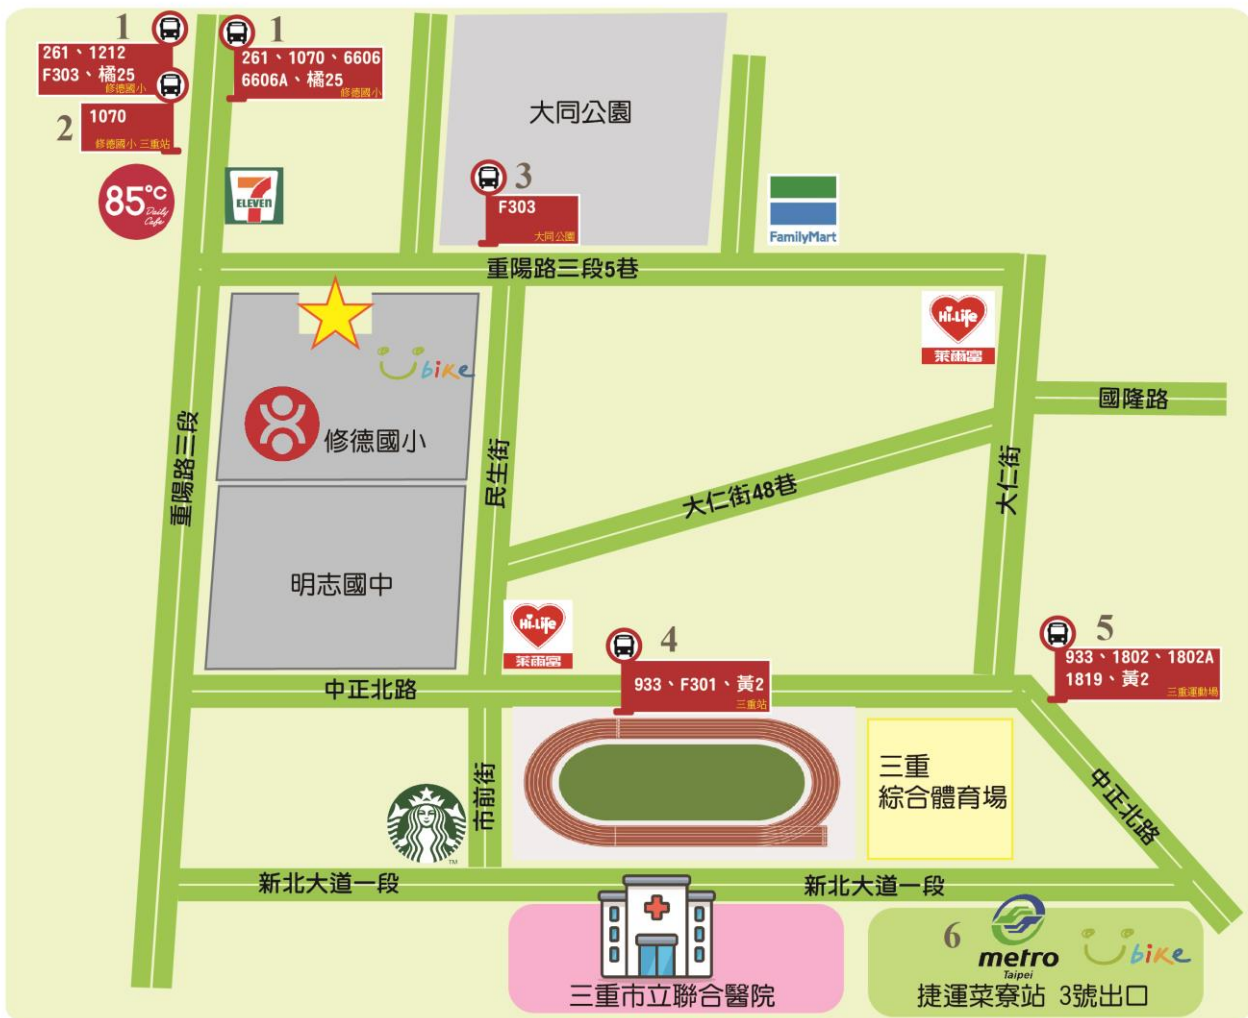 1
261、1212
F303、橘25
修德國小
2
1070
修德國小 三重站
1
261、1070、6606
6606A、橘25
修德國小
大同公園
3
F303
大同公園
85°C
Daily
Cafe
7
ELEVEN
FamilyMart
重陽路三段5巷
Hi-Life
萊爾富
國隆路
bike
修德國小
重陽路三段
民生街
大仁街48巷
大仁街
明志國中
Hi-Life
萊爾富
中正北路
4
933、F301、黃2
三重站
5
933、1802、1802A
1819、黃2
三重運動場
市前街
三重
綜合體育場
中正北路
TM
新北大道一段
新北大道一段
三重市立聯合醫院
6
metro
Taipei
bike
捷運菜寮站 3號出口